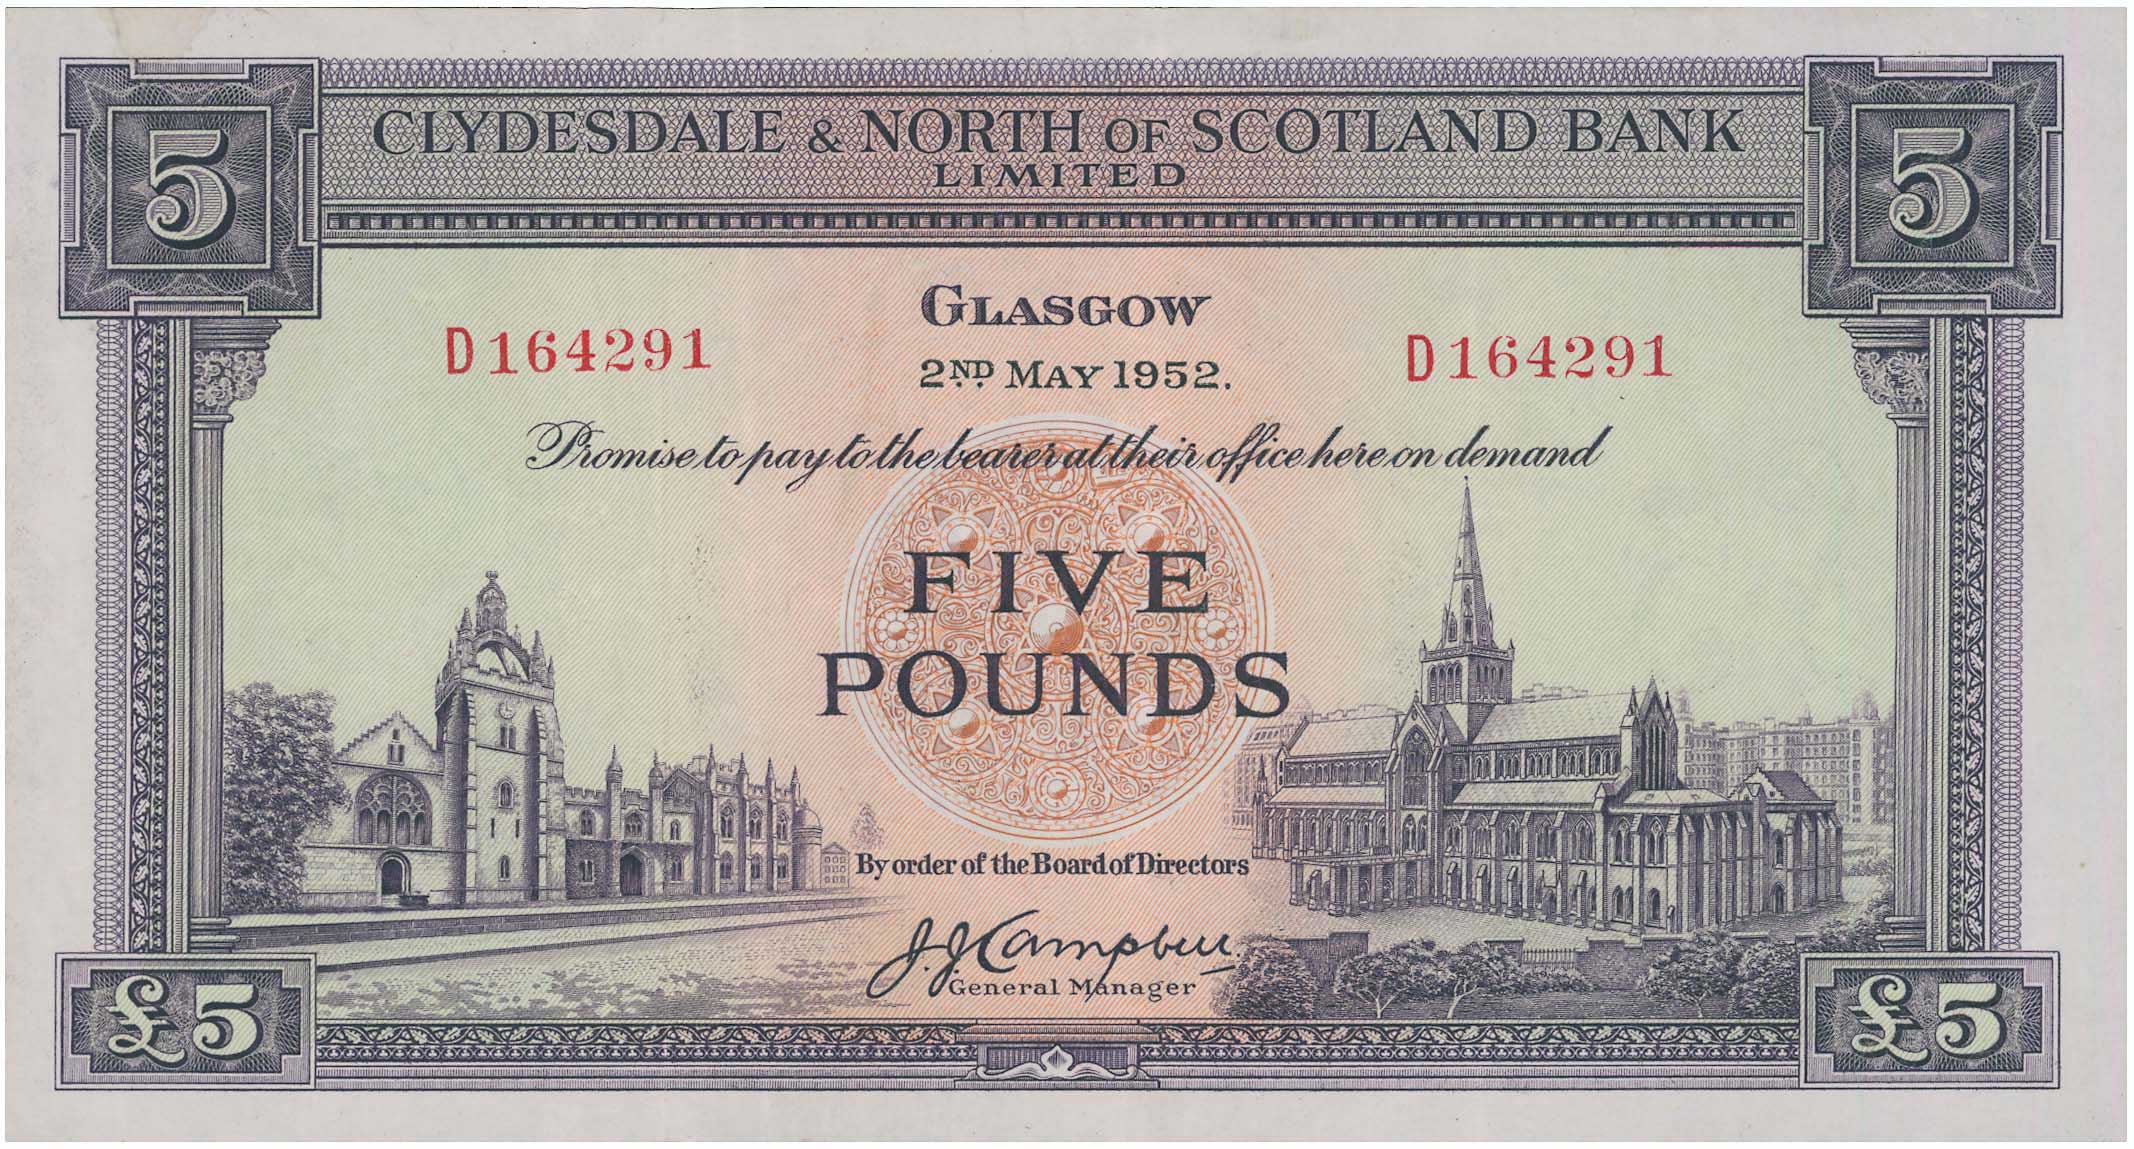 5 5
CLYDESDALE & NORTH OF SCOTLAND BANK
LIMITED
GLASGOW
D164291 D164291
2ND MAY 1952.
Promise to pay to the bearer at their office here on demand
FIVE
POUNDS
By order of the Board of Directors
J.J. Campbell
General Manager
£5 £5